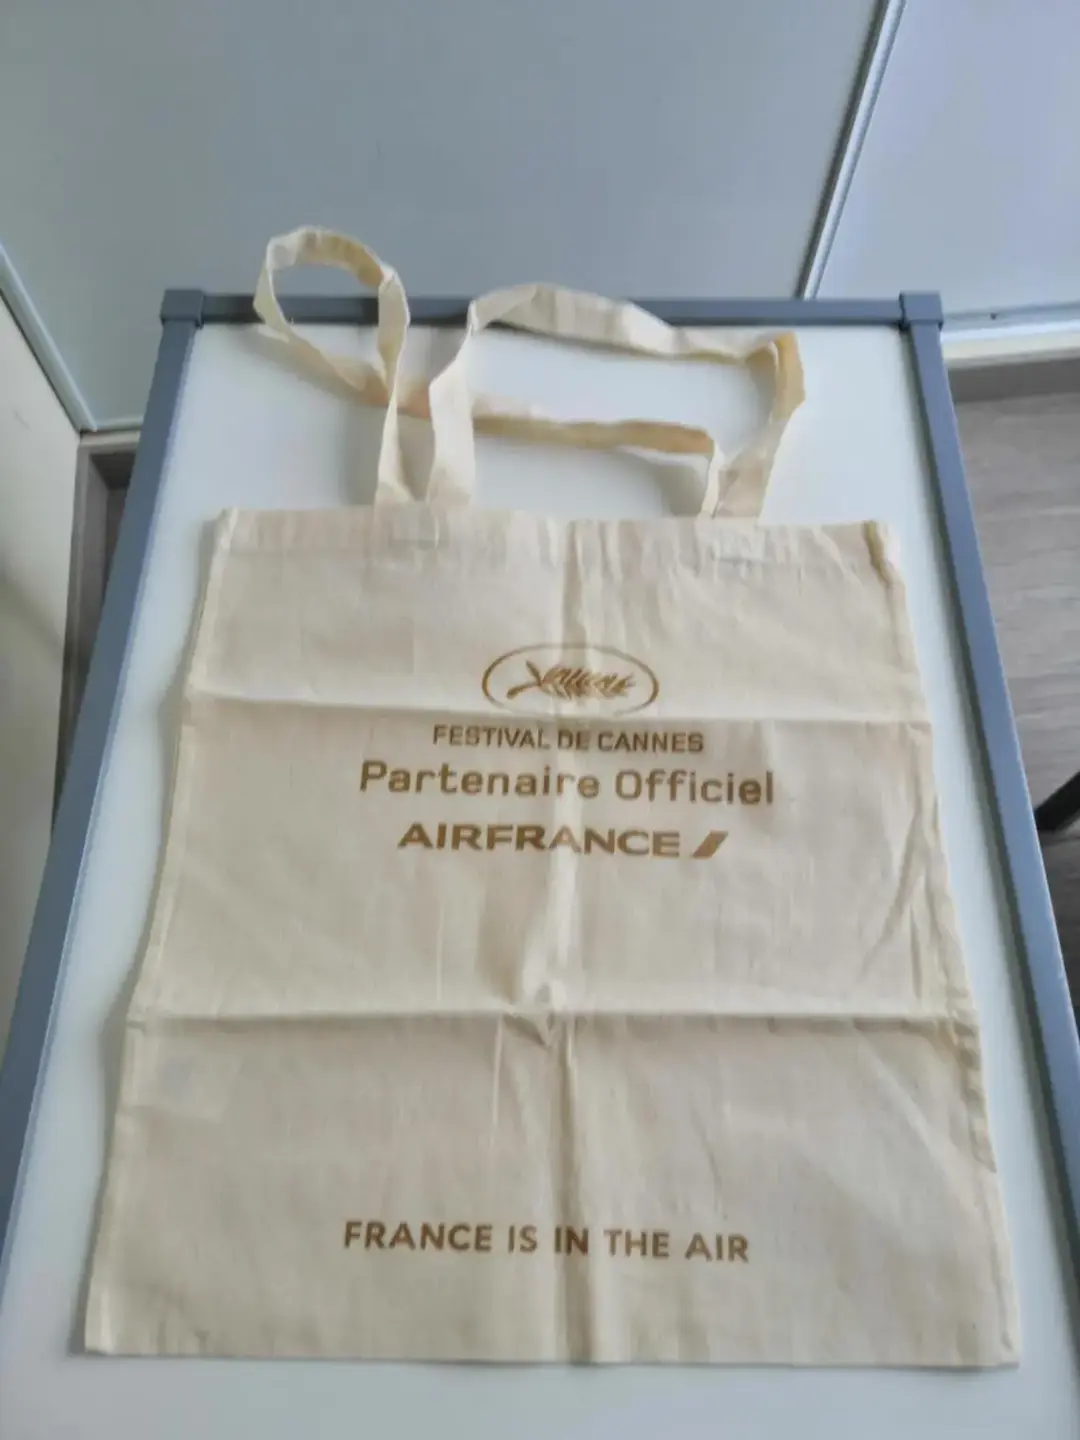 FESTIVAL DE CANNES
Partenaire Officiel
AIRFRANCE
FRANCE IS IN THE AIR